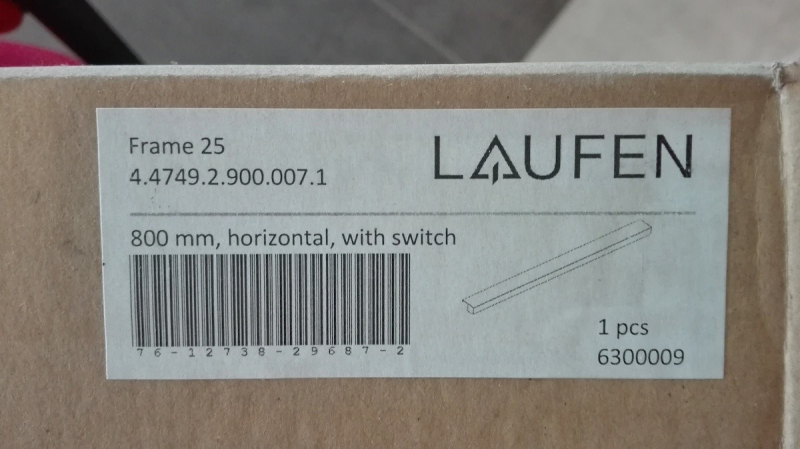 Frame 25
4.4749.2.900.007.1
LAUFEN
800 mm, horizontal, with switch
76-12738-29687-2
1 pcs
6300009